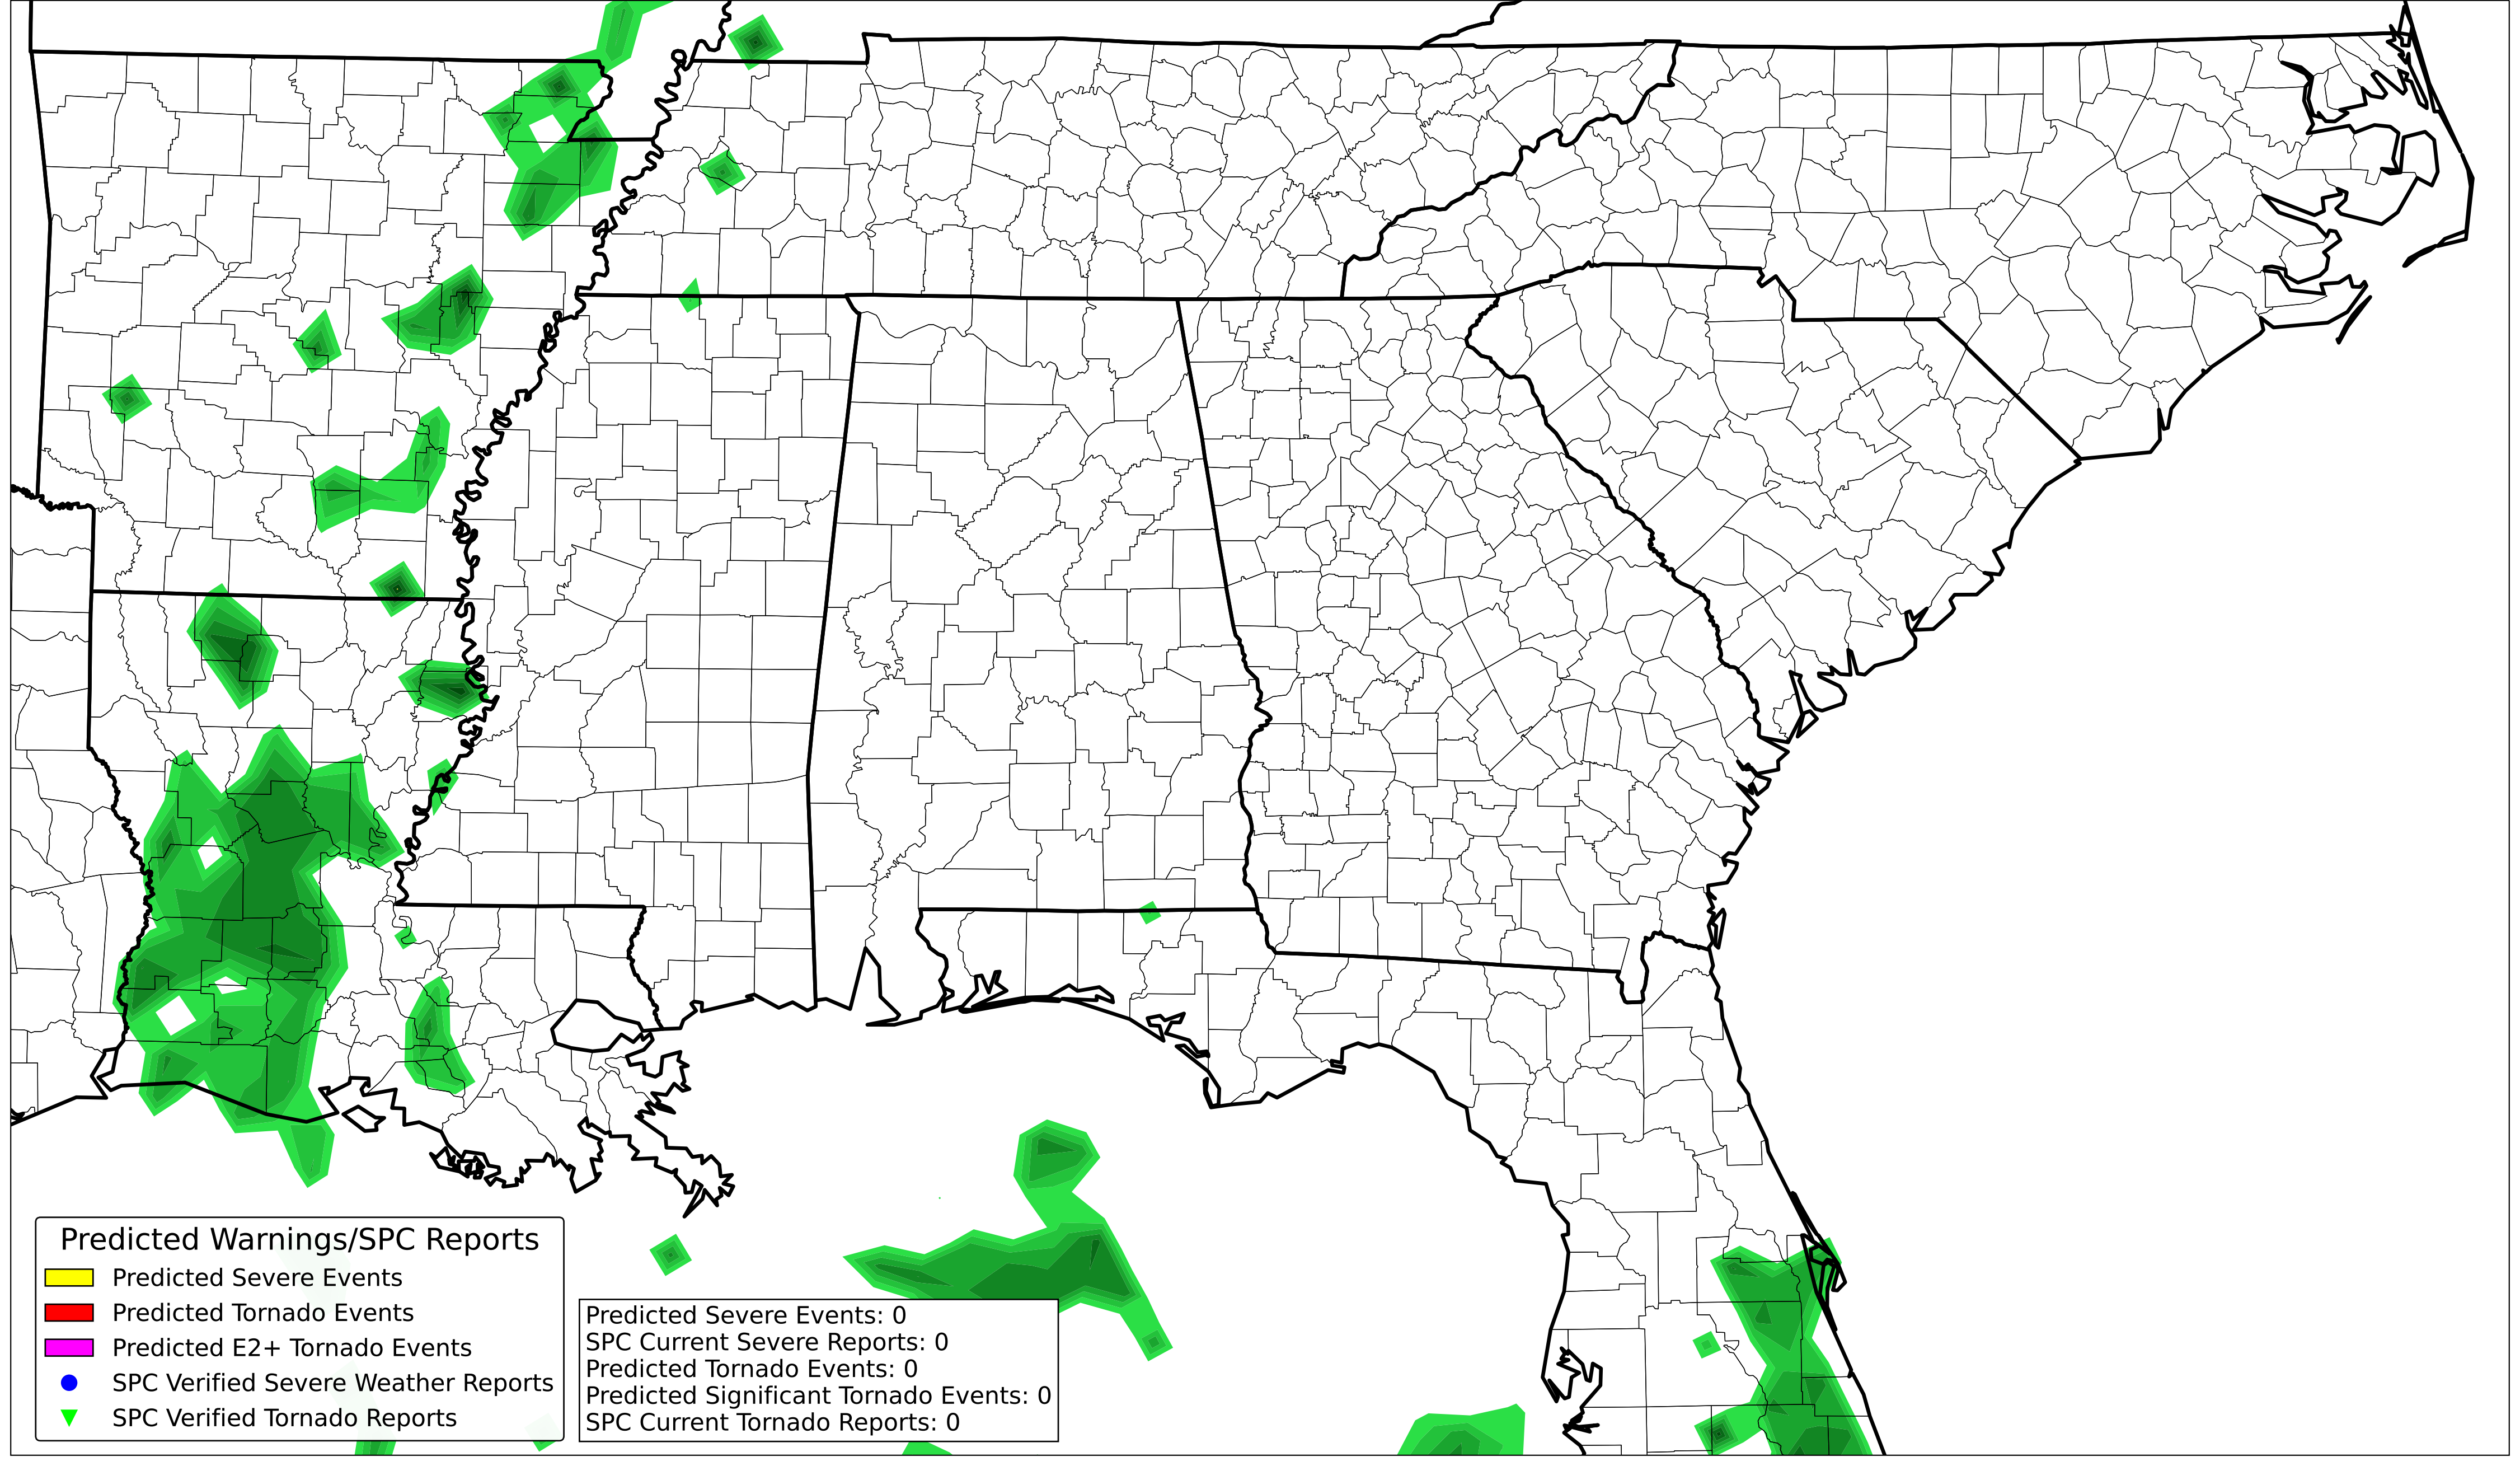 Predicted Warnings/SPC Reports
Predicted Severe Events
Predicted Tornado Events
Predicted E2+ Tornado Events
SPC Verified Severe Weather Reports
SPC Verified Tornado Reports
Predicted Severe Events: 0
SPC Current Severe Reports: 0
Predicted Tornado Events: 0
Predicted Significant Tornado Events: 0
SPC Current Tornado Reports: 0